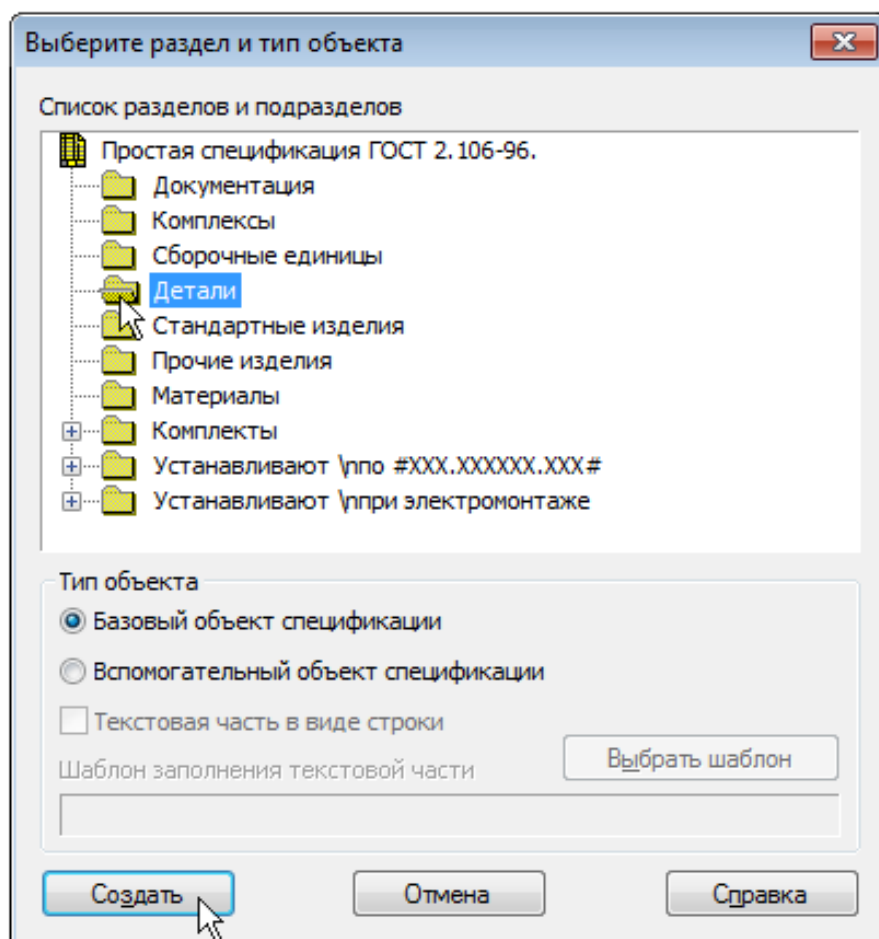 Выберите раздел и тип объекта
Список разделов и подразделов
Простая спецификация ГОСТ 2.106-96.
Документация
Комплексы
Сборочные единицы
Детали
Стандартные изделия
Прочие изделия
Материалы
Комплекты
Устанавливают \nпо #XXX.XXXXXX.XXX#
Устанавливают \nпри электромонтаже
Тип объекта
Базовый объект спецификации
Вспомогательный объект спецификации
Текстовая часть в виде строки
Шаблон заполнения текстовой части
Выбрать шаблон
Создать Отмена Справка